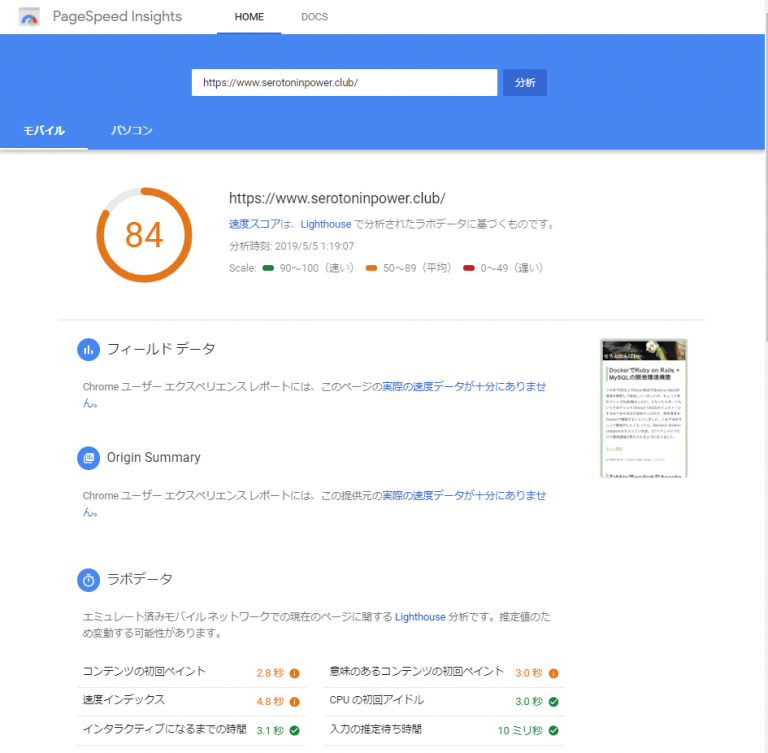 PageSpeed Insights
HOME
DOCS
https://www.serotoninpower.club/
分析
モバイル
パソコン
84
https://www.serotoninpower.club/
速度スコアは、Lighthouse で分析されたラボデータに基づくものです。
分析時刻: 2019/5/5 1:19:07
Scale: 90～100（速い） 50～89（平均） 0～49（遅い）
フィールド データ
Chrome ユーザー エクスペリエンス レポートには、このページの実際の速度データが十分にありませ
ん。
Origin Summary
Chrome ユーザー エクスペリエンス レポートには、この提供元の実際の速度データが十分にありませ
ん。
DockerでRuby on Rails +
MySQLの開発環境構築
ラボデータ
エミュレート済みモバイル ネットワークでの現在のページに関する Lighthouse 分析です。推定値のた
め変動する可能性があります。
コンテンツの初回ペイント 2.8 秒
意味のあるコンテンツの初回ペイント 3.0 秒
速度インデックス 4.8 秒
CPU の初回アイドル 3.0 秒
インタラクティブになるまでの時間 3.1 秒
入力の推定待ち時間 10 ミリ秒